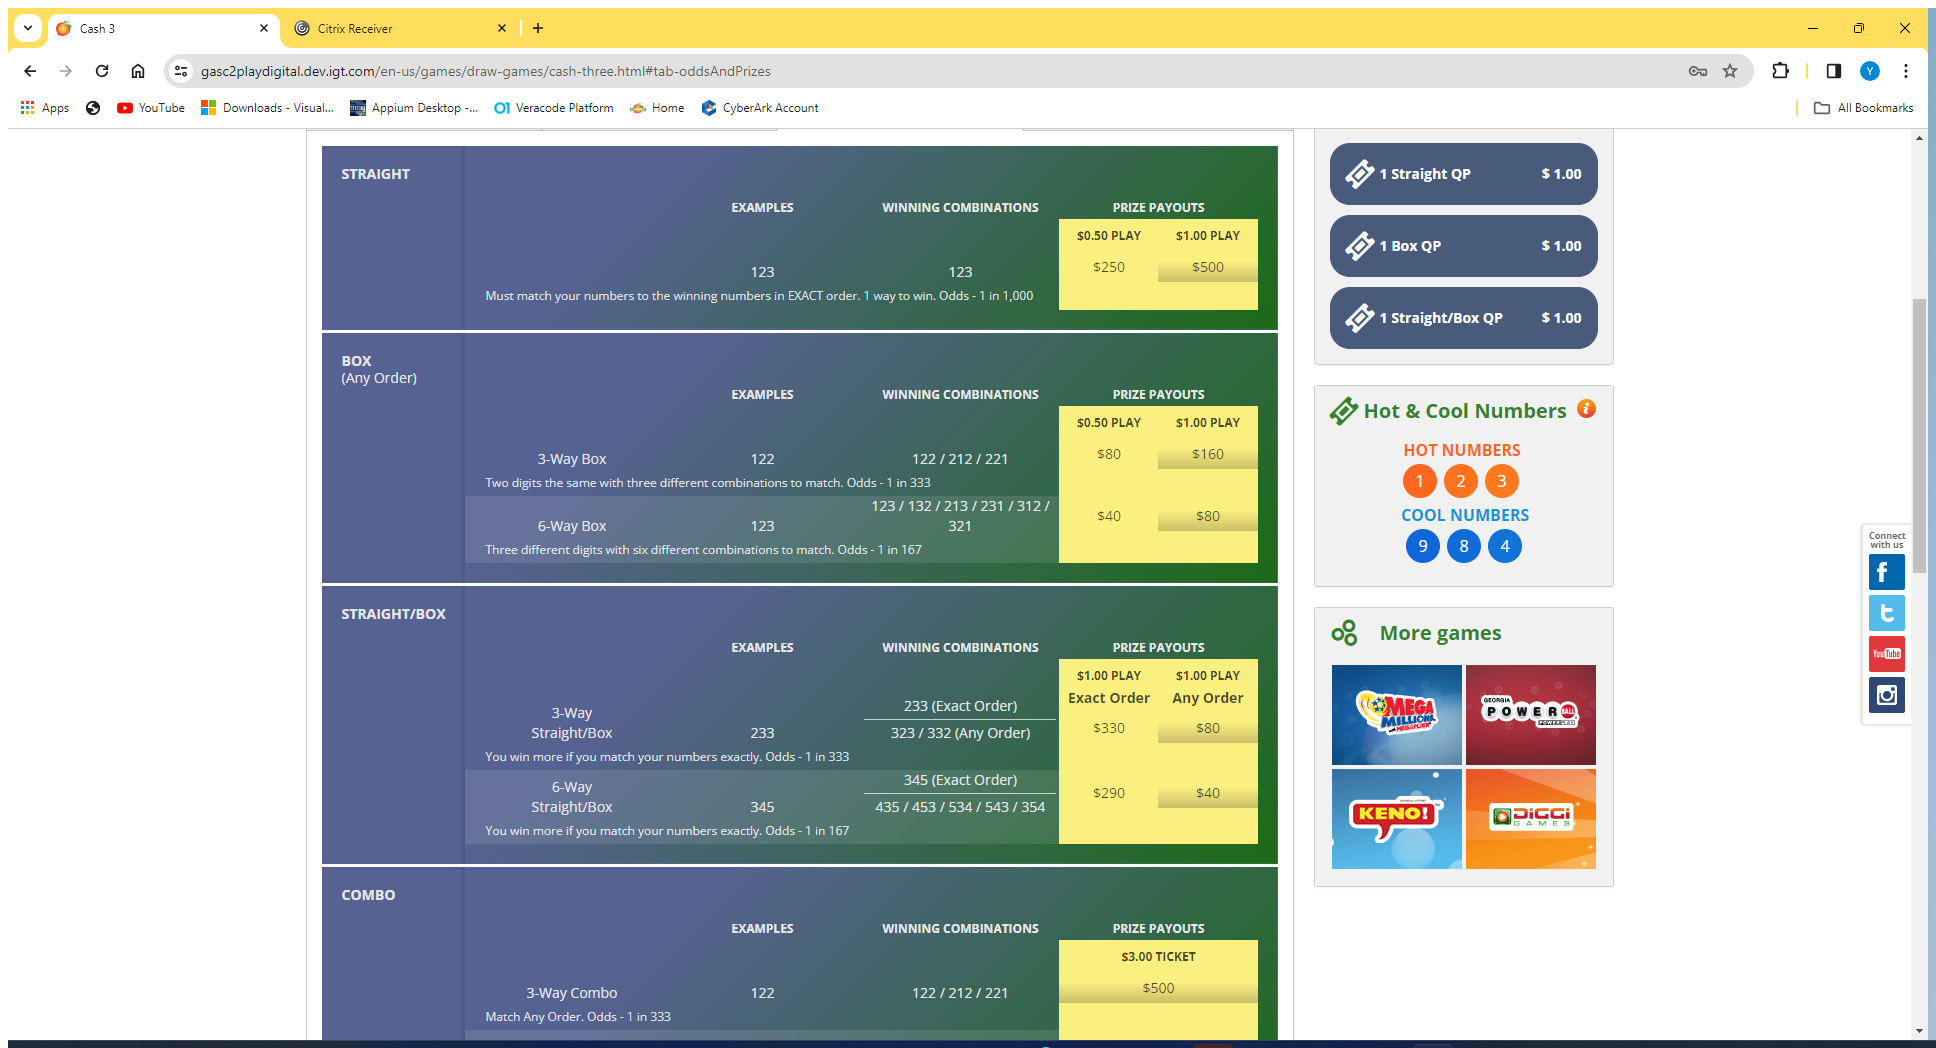 Cash 3
Citrix Receiver
gasc2playdigital.dev.igt.com/en-us/games/draw-games/cash-three.html#tab-oddsAndPrizes
Y
Apps
YouTube
Downloads - Visual...
Appium Desktop -...
Veracode Platform
Home
CyberArk Account
All Bookmarks
STRAIGHT
EXAMPLES WINNING COMBINATIONS PRIZE PAYOUTS
$0.50 PLAY $1.00 PLAY
123 123 $250 $500
Must match your numbers to the winning numbers in EXACT order. 1 way to win. Odds - 1 in 1,000
BOX
(Any Order)
EXAMPLES WINNING COMBINATIONS PRIZE PAYOUTS
$0.50 PLAY $1.00 PLAY
3-Way Box 122 122 / 212 / 221 $80 $160
Two digits the same with three different combinations to match. Odds - 1 in 333
123 / 132 / 213 / 231 / 312 /
6-Way Box 123 321 $40 $80
Three different digits with six different combinations to match. Odds - 1 in 167
STRAIGHT/BOX
EXAMPLES WINNING COMBINATIONS PRIZE PAYOUTS
$1.00 PLAY $1.00 PLAY
Exact Order Any Order
3-Way 233 (Exact Order)
Straight/Box 233 323 / 332 (Any Order) $330 $80
You win more if you match your numbers exactly. Odds - 1 in 333
6-Way 345 (Exact Order)
Straight/Box 345 435 / 453 / 534 / 543 / 354 $290 $40
You win more if you match your numbers exactly. Odds - 1 in 167
COMBO
EXAMPLES WINNING COMBINATIONS PRIZE PAYOUTS
$3.00 TICKET
3-Way Combo 122 122 / 212 / 221 $500
Match Any Order. Odds - 1 in 333
1 Straight QP $ 1.00
1 Box QP $ 1.00
1 Straight/Box QP $ 1.00
Hot & Cool Numbers i
HOT NUMBERS
1 2 3
COOL NUMBERS
9 8 4
More games
MEGA
MILLIONS
GEORGIA
POWERBALL
KENO!
DiGGi
GAMES
Connect
with us
f
t
YouTube